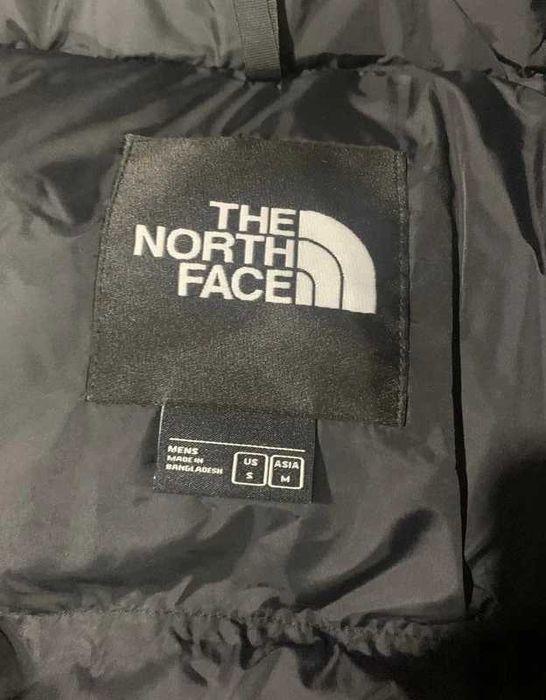 THE
NORTH
FACE
MENS
MADE IN
BANGLADESH
US
S
ASIA
M